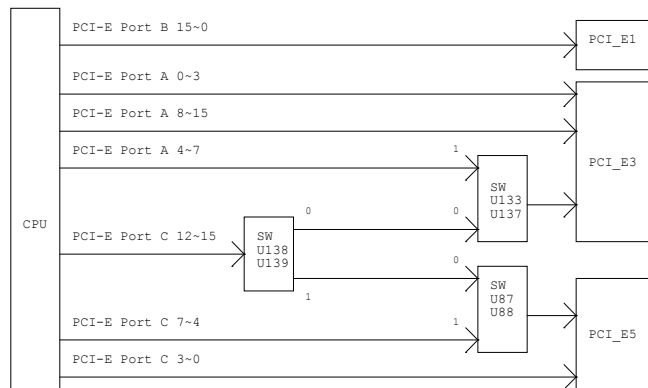 PCI-E Port B 15~0
PCI_E1
PCI-E Port A 0~3
PCI-E Port A 8~15
PCI-E Port A 4~7
1
PCI_E3
SW
U133
U137
CPU
0
0
PCI-E Port C 12~15
SW
U138
U139
0
1
SW
U87
U88
PCI-E Port C 7~4
1
PCI_E5
PCI-E Port C 3~0